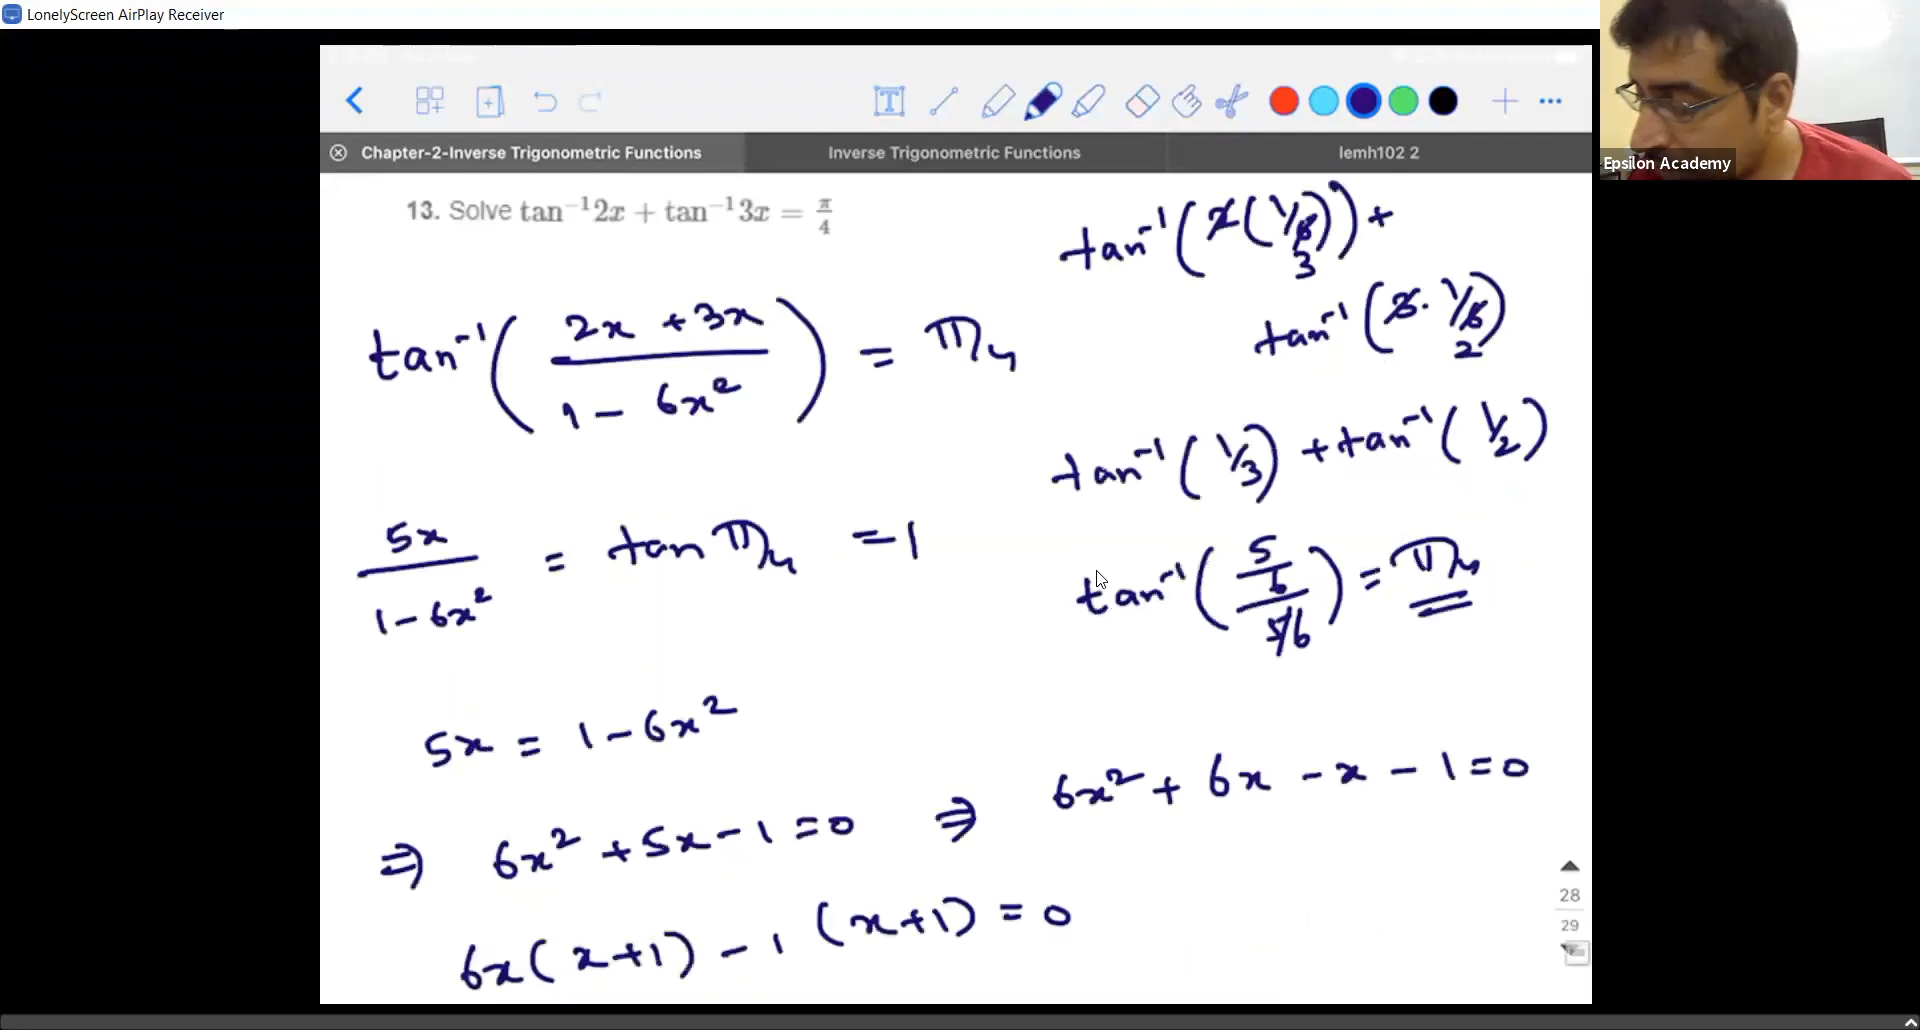 LonelyScreen AirPlay Receiver
Epsilon Academy
Chapter-2-Inverse Trigonometric Functions
Inverse Trigonometric Functions
lemh102 2
13. Solve tan⁻¹2x + tan⁻¹3x = π/4
tan⁻¹( (2x + 3x)/(1 − 6x²) ) = π/4
5x/(1 − 6x²) = tan π/4 = 1
5x = 1 − 6x²
⇒ 6x² + 5x − 1 = 0 ⇒ 6x² + 6x − x − 1 = 0
6x(x+1) − 1(x+1) = 0
tan⁻¹(2(1/6)) + 3
tan⁻¹(3·1/6) 2
tan⁻¹(1/3) + tan⁻¹(1/2)
tan⁻¹( (5/6)/(5/6) ) = π/4
28
29